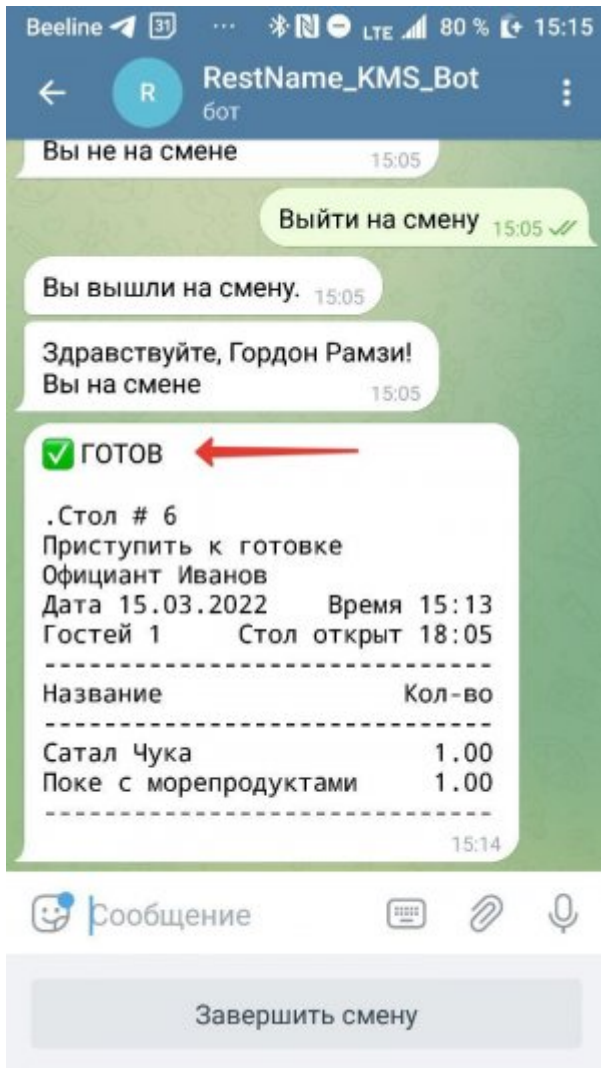 Beeline 31 ... LTE 80 % 15:15
R RestName_KMS_Bot
бот
Вы не на смене 15:05
Выйти на смену 15:05
Вы вышли на смену. 15:05
Здравствуйте, Гордон Рамзи!
Вы на смене 15:05
ГОТОВ
.Стол # 6
Приступить к готовке
Официант Иванов
Дата 15.03.2022 Время 15:13
Гостей 1 Стол открыт 18:05
-------------------------------
Название Кол-во
-------------------------------
Сатал Чука 1.00
Поке с морепродуктами 1.00
-------------------------------
15:14
Сообщение
Завершить смену